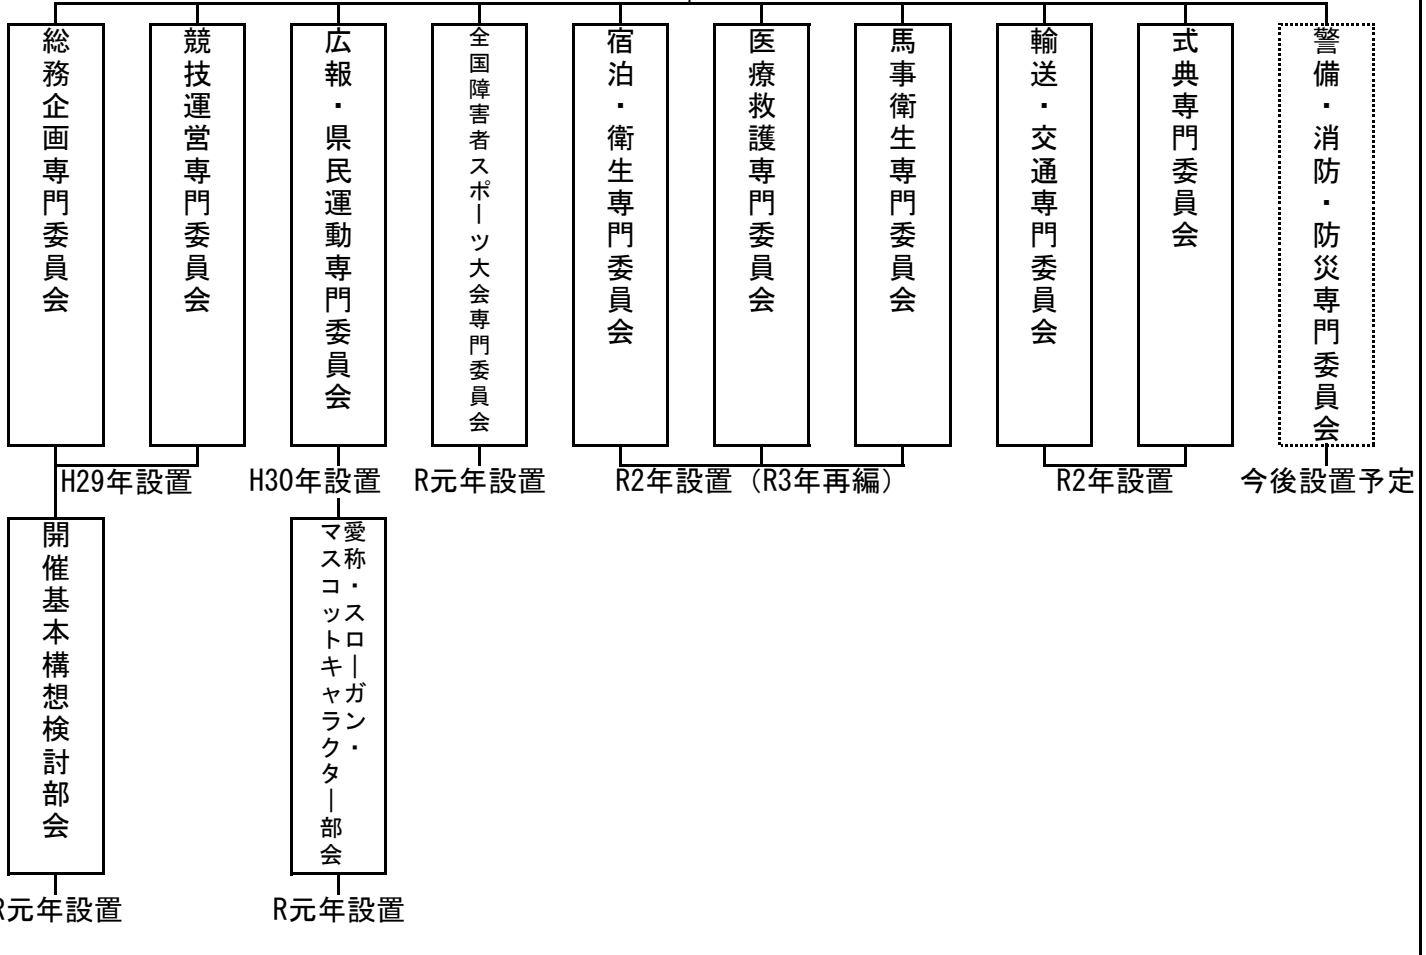 総務企画専門委員会
競技運営専門委員会
広報・県民運動専門委員会
全国障害者スポーツ大会専門委員会
宿泊・衛生専門委員会
医療救護専門委員会
馬事衛生専門委員会
輸送・交通専門委員会
式典専門委員会
警備・消防・防災専門委員会
H29年設置
H30年設置
R元年設置
R2年設置（R3年再編）
R2年設置
今後設置予定
開催基本構想検討部会
愛称・スローガン・
マスコットキャラクター部会
R元年設置
R元年設置